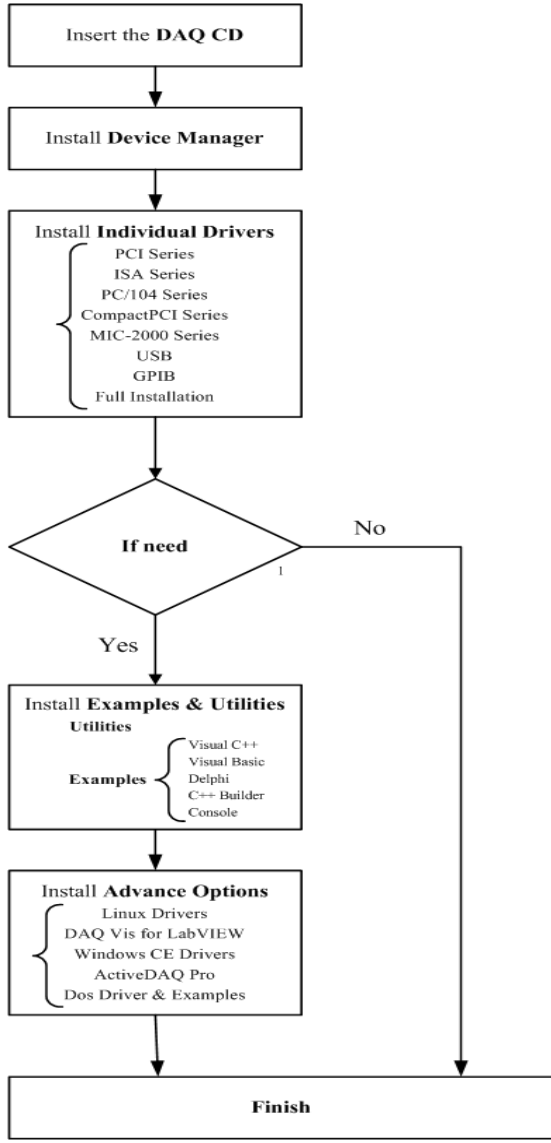 Insert the DAQ CD
Install Device Manager
Install Individual Drivers
PCI Series
ISA Series
PC/104 Series
CompactPCI Series
MIC-2000 Series
USB
GPIB
Full Installation
If need
No
1
Yes
Install Examples & Utilities
Utilities
Examples
Visual C++
Visual Basic
Delphi
C++ Builder
Console
Install Advance Options
Linux Drivers
DAQ Vis for LabVIEW
Windows CE Drivers
ActiveDAQ Pro
Dos Driver & Examples
Finish